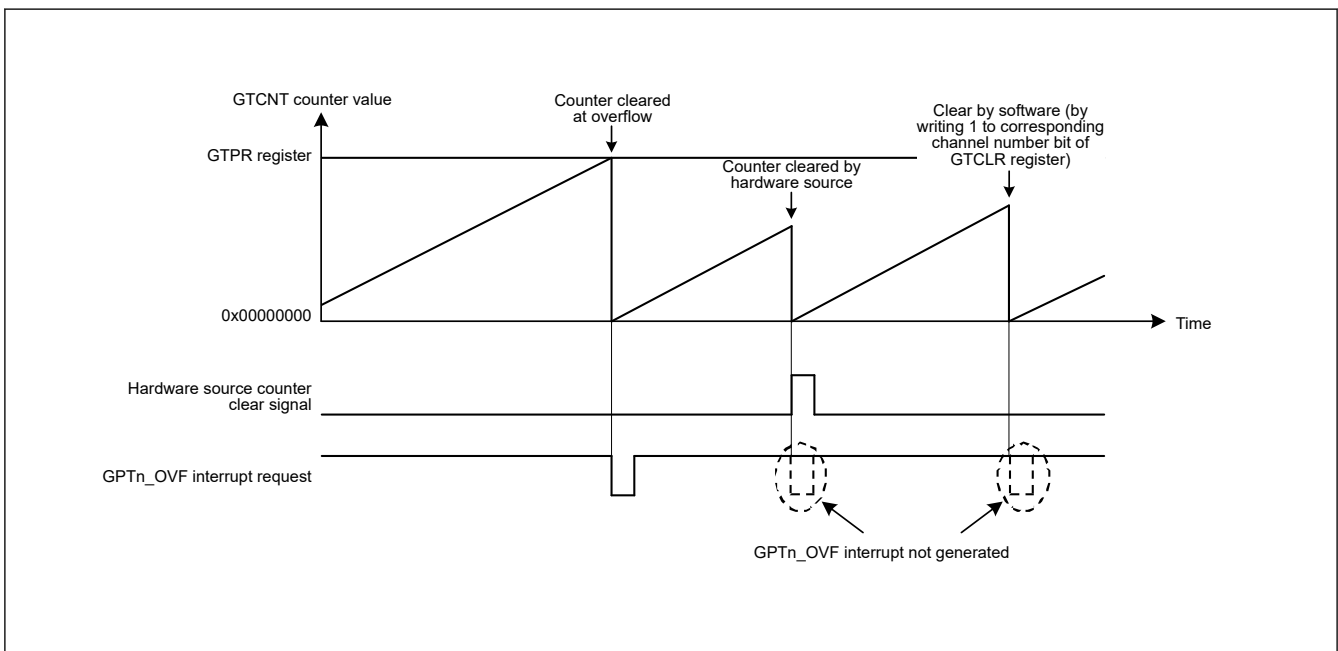 GTCNT counter value
Counter cleared
at overflow
Clear by software (by
writing 1 to corresponding
channel number bit of
GTCLR register)
GTPR register
Counter cleared by
hardware source
0x00000000
Time
Hardware source counter
clear signal
GPTn_OVF interrupt request
GPTn_OVF interrupt not generated